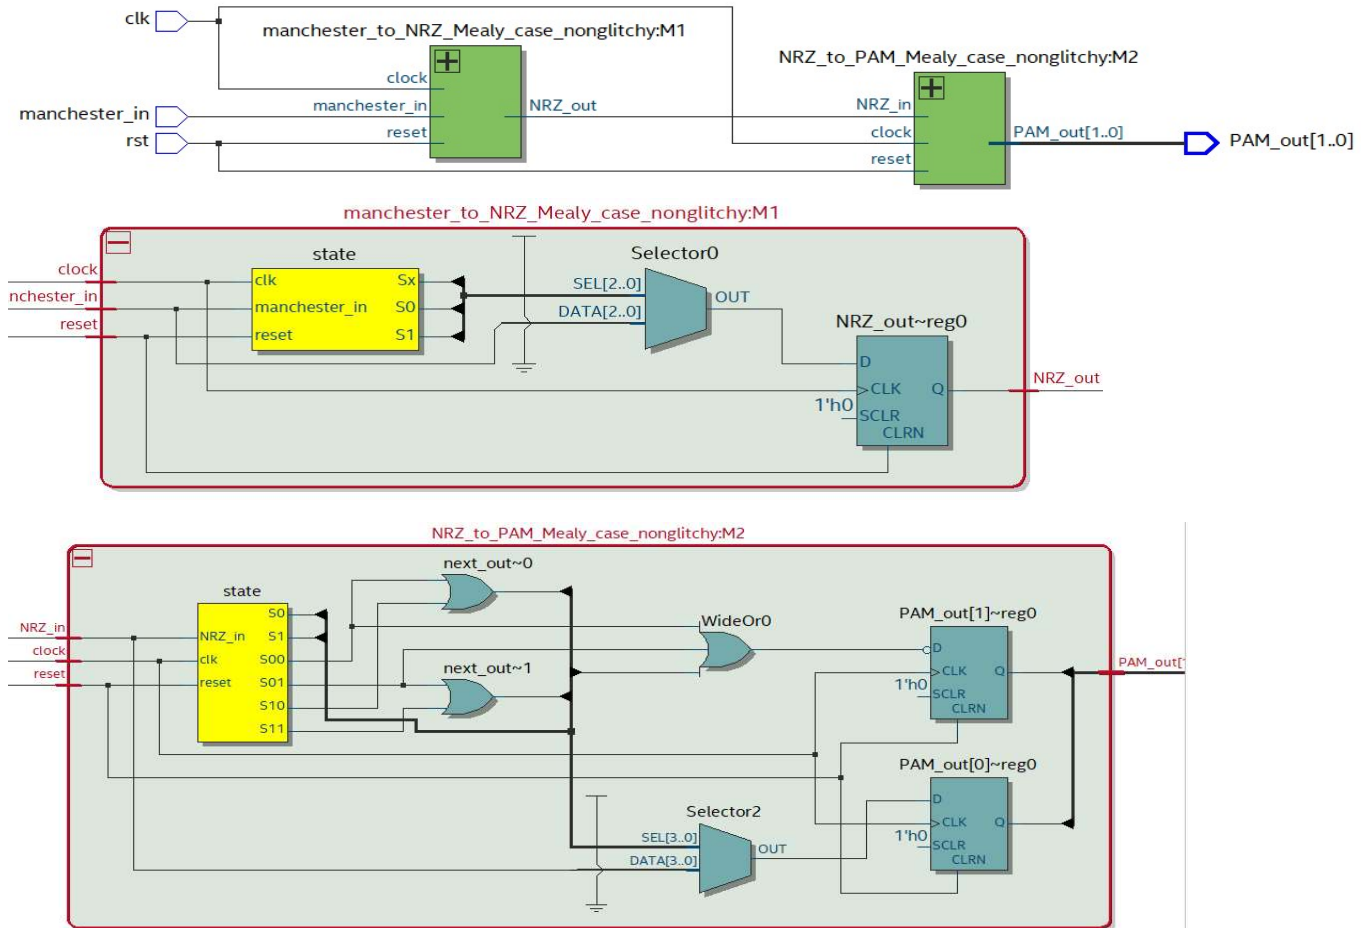 clk
manchester_to_NRZ_Mealy_case_nonglitchy:M1
NRZ_to_PAM_Mealy_case_nonglitchy:M2
clock
manchester_in
manchester_in
NRZ_out
NRZ_in
rst
reset
clock
PAM_out[1..0]
PAM_out[1..0]
reset
manchester_to_NRZ_Mealy_case_nonglitchy:M1
state
Selector0
clock
clk
Sx
SEL[2..0]
OUT
nchester_in
manchester_in
S0
DATA[2..0]
reset
reset
S1
NRZ_out~reg0
D
CLK
Q
NRZ_out
1'h0
SCLR
CLRN
NRZ_to_PAM_Mealy_case_nonglitchy:M2
state
next_out~0
S0
PAM_out[1]~reg0
NRZ_in
NRZ_in
S1
WideOr0
clock
clk
S00
D
reset
reset
S01
next_out~1
CLK
Q
PAM_out[
1'h0
SCLR
S10
CLRN
S11
PAM_out[0]~reg0
D
Selector2
CLK
Q
SEL[3..0]
OUT
1'h0
SCLR
DATA[3..0]
CLRN